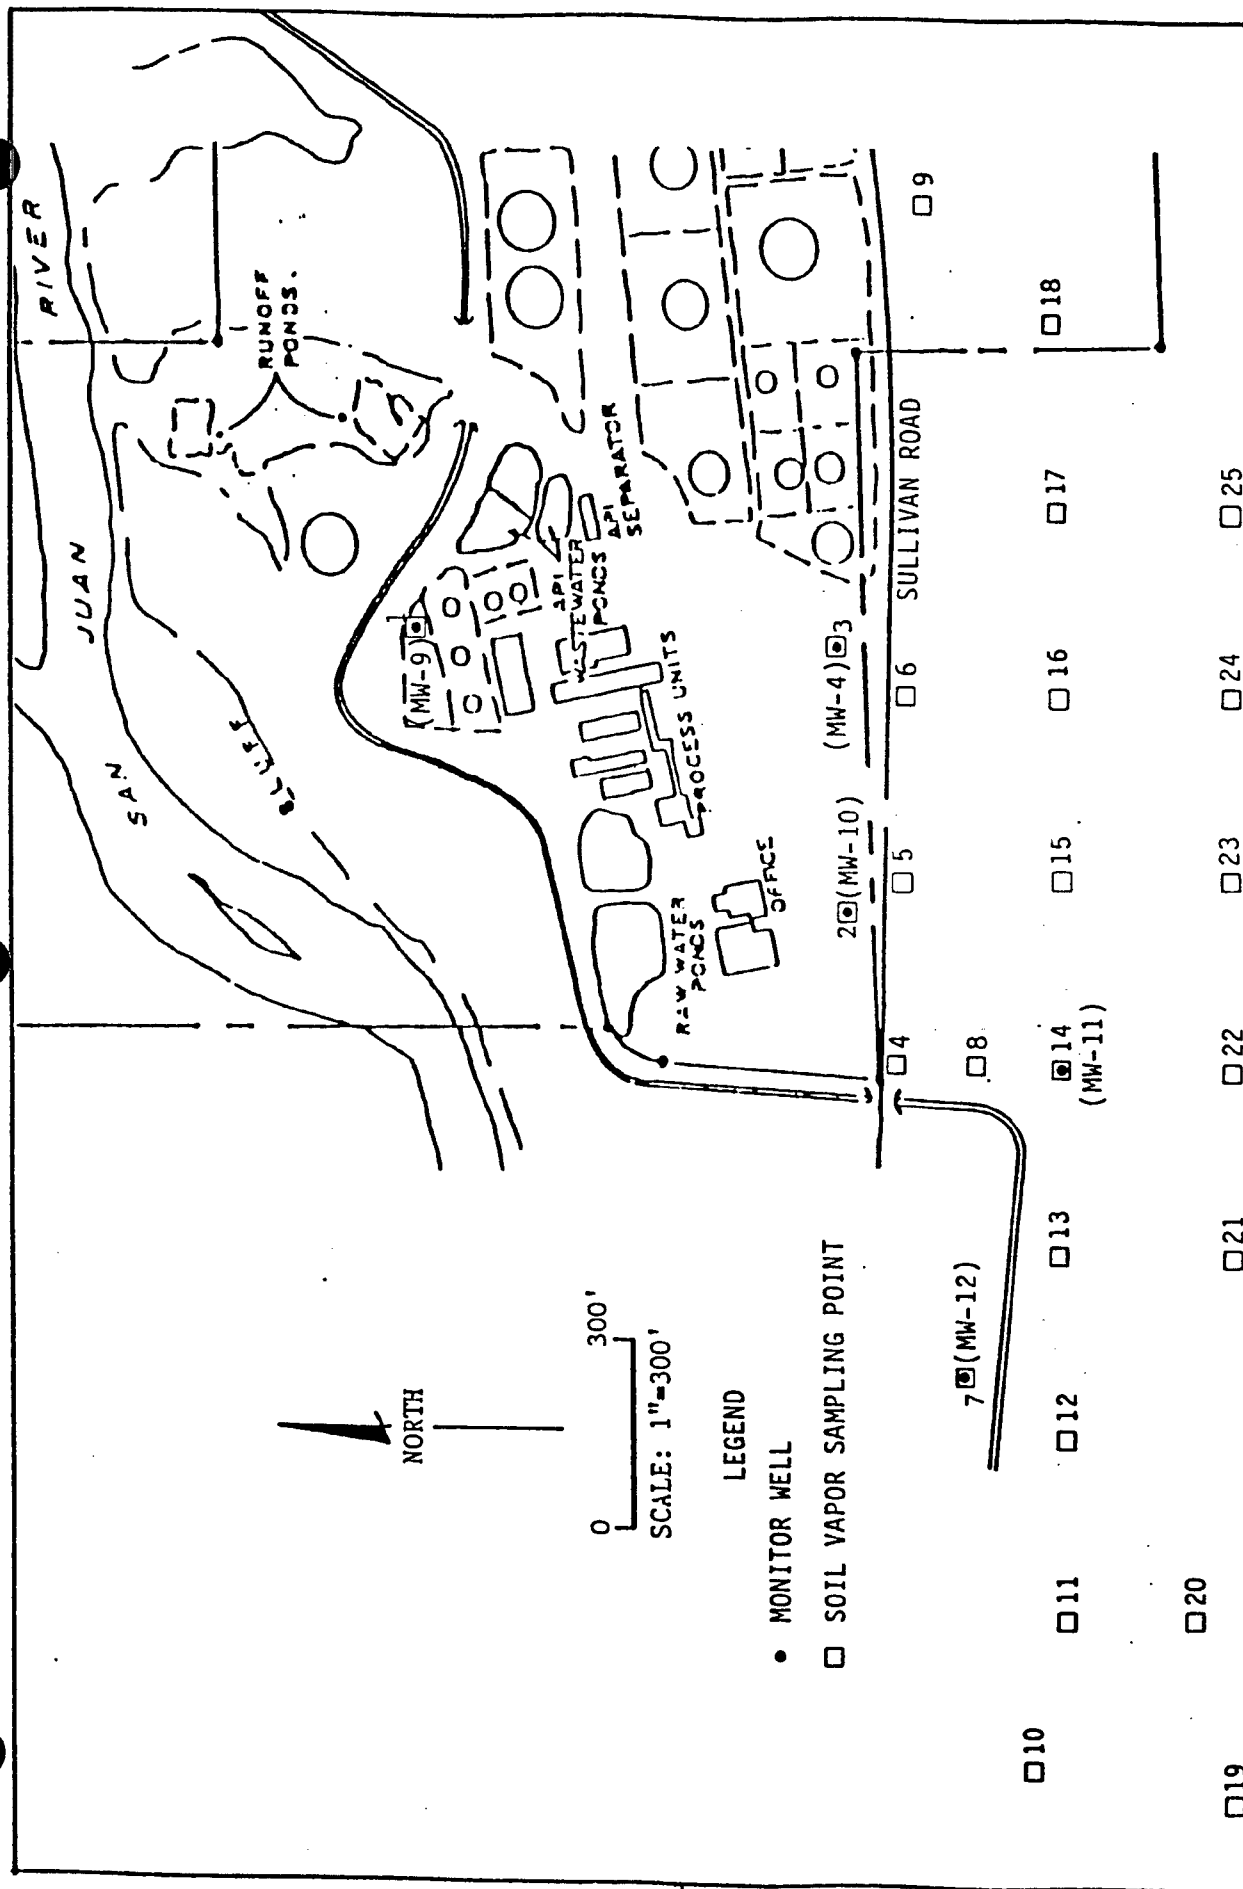 RIVER
JUAN
SAN
BLUFF
RUNOFF
PONDS.
(MW-9)
1
API
WASTEWATER
PONDS
API
SEPARATOR
PROCESS UNITS
RAW WATER
PONDS
OFFICE
2 (MW-10)
(MW-4) 3
SULLIVAN ROAD
4
5
6
9
8
7 (MW-12)
10
11
12
13
14
(MW-11)
15
16
17
18
19
20
21
22
23
24
25
NORTH
0 300'
SCALE: 1"=300'
LEGEND
MONITOR WELL
SOIL VAPOR SAMPLING POINT